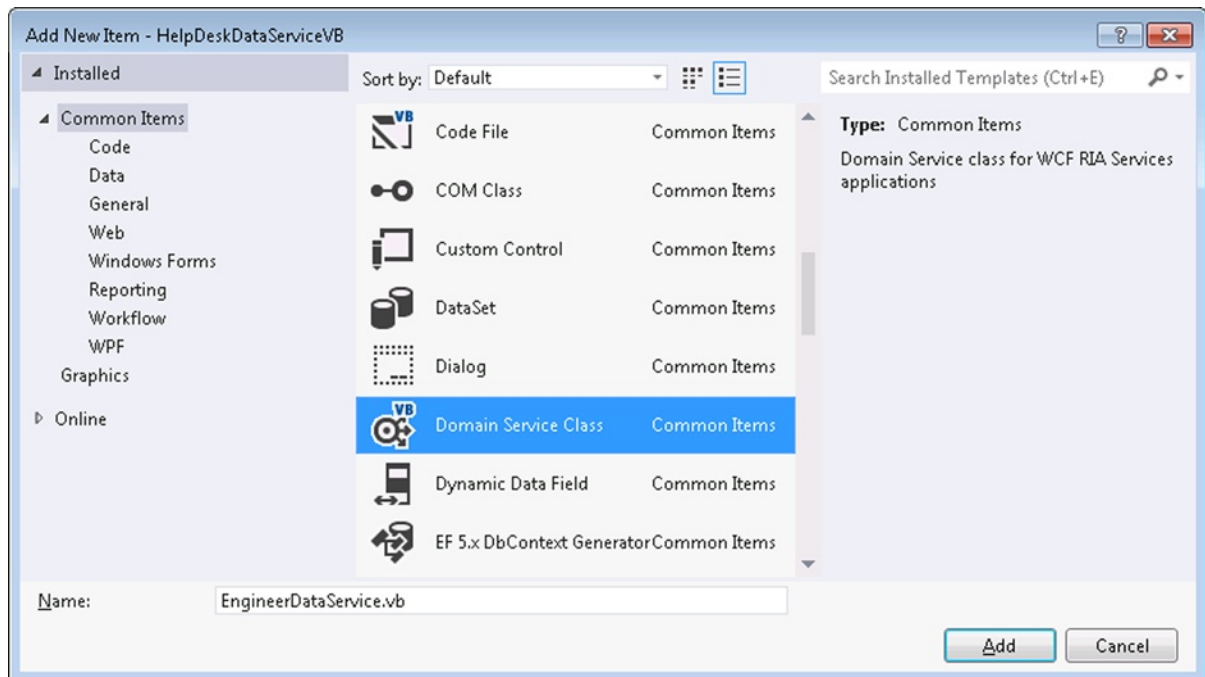 Add New Item - HelpDeskDataServiceVB
Installed
Sort by: Default
Search Installed Templates (Ctrl+E)
Common Items
Code
Data
General
Web
Windows Forms
Reporting
Workflow
WPF
Graphics
Online
VB
Code File Common Items
COM Class Common Items
Custom Control Common Items
DataSet Common Items
Dialog Common Items
VB
Domain Service Class Common Items
Dynamic Data Field Common Items
EF 5.x DbContext Generator Common Items
Type: Common Items
Domain Service class for WCF RIA Services
applications
Name: EngineerDataService.vb
Add Cancel